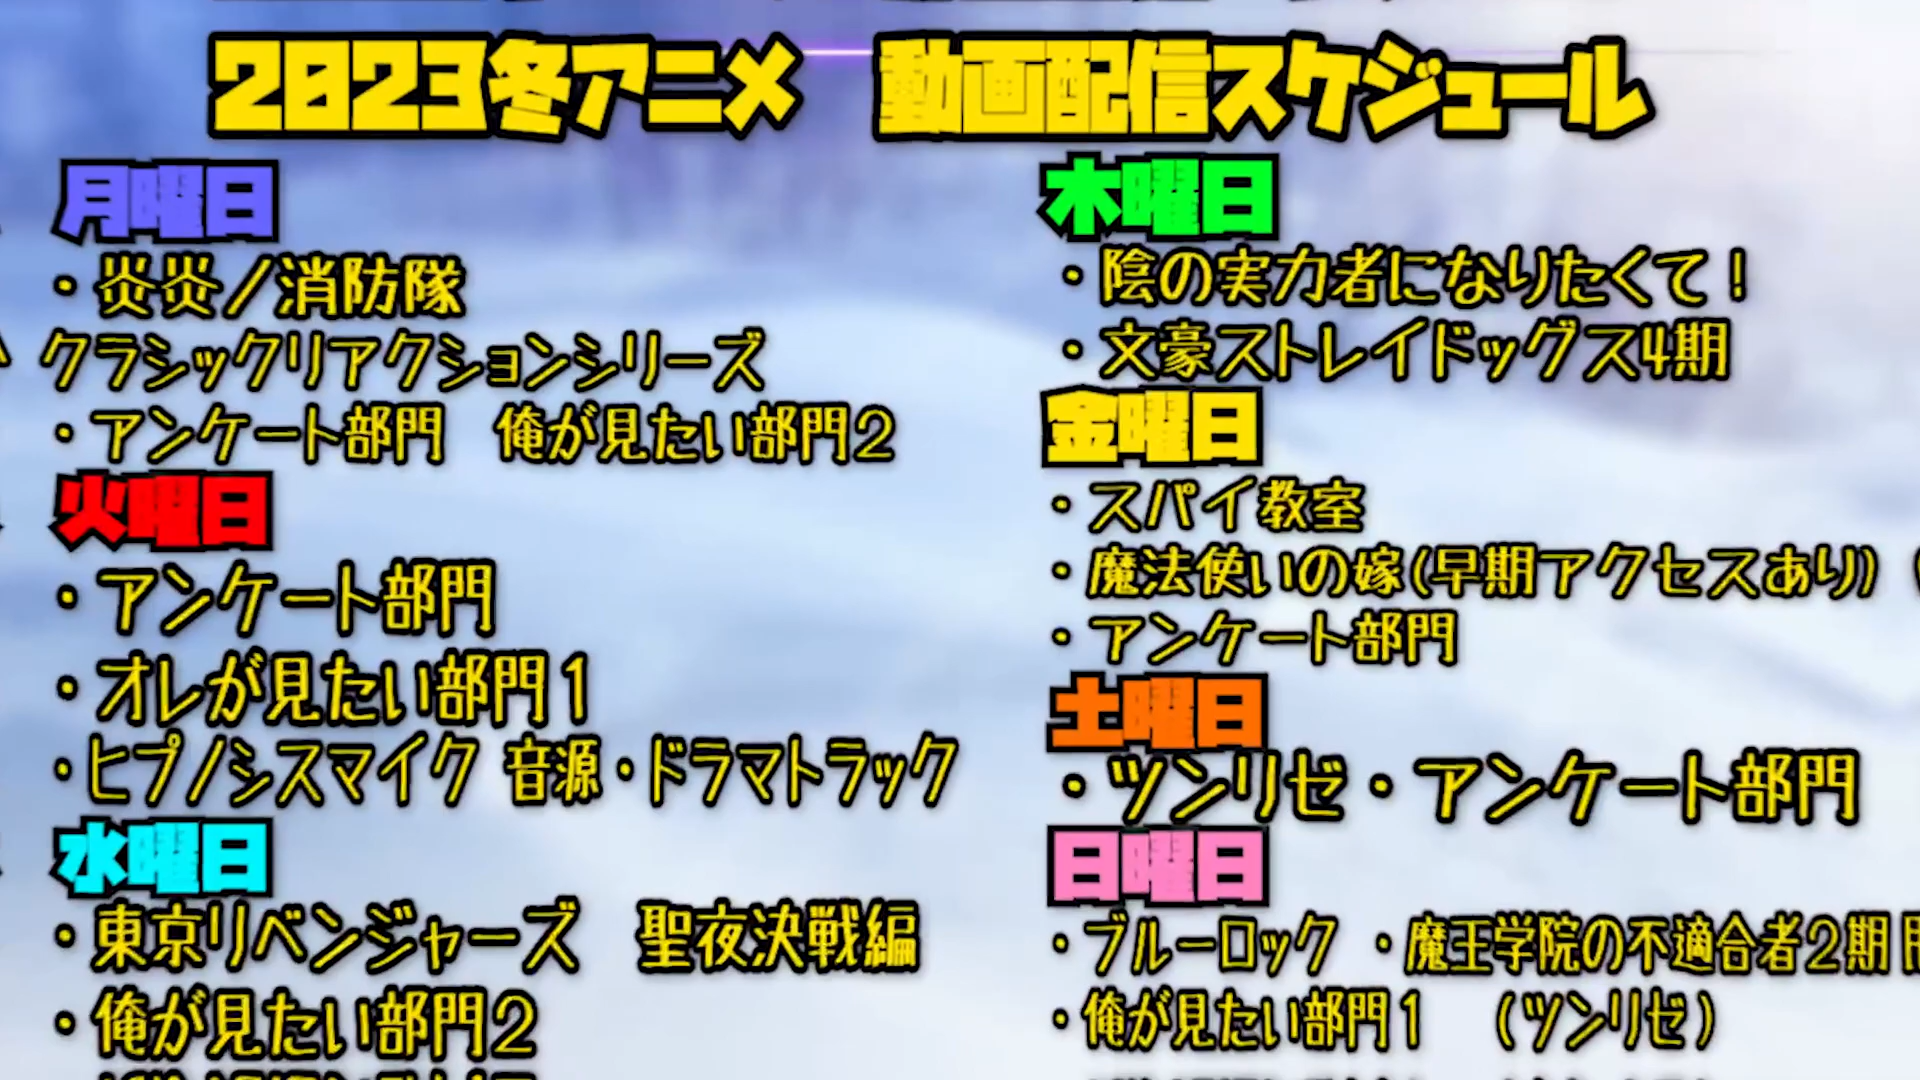 2023冬アニメ　動画配信スケジュール
月曜日
・炎炎ノ消防隊
クラシックリアクションシリーズ
・アンケート部門　俺が見たい部門2
火曜日
・アンケート部門
・オレが見たい部門1
・ヒプノシスマイク 音源・ドラマトラック
水曜日
・東京リベンジャーズ　聖夜決戦編
・俺が見たい部門2
木曜日
・陰の実力者になりたくて！
・文豪ストレイドッグス4期
金曜日
・スパイ教室
・魔法使いの嫁(早期アクセスあり)（
・アンケート部門
土曜日
・ツンリゼ・アンケート部門
日曜日
・ブルーロック　・魔王学院の不適合者2期
・俺が見たい部門1　（ツンリゼ）